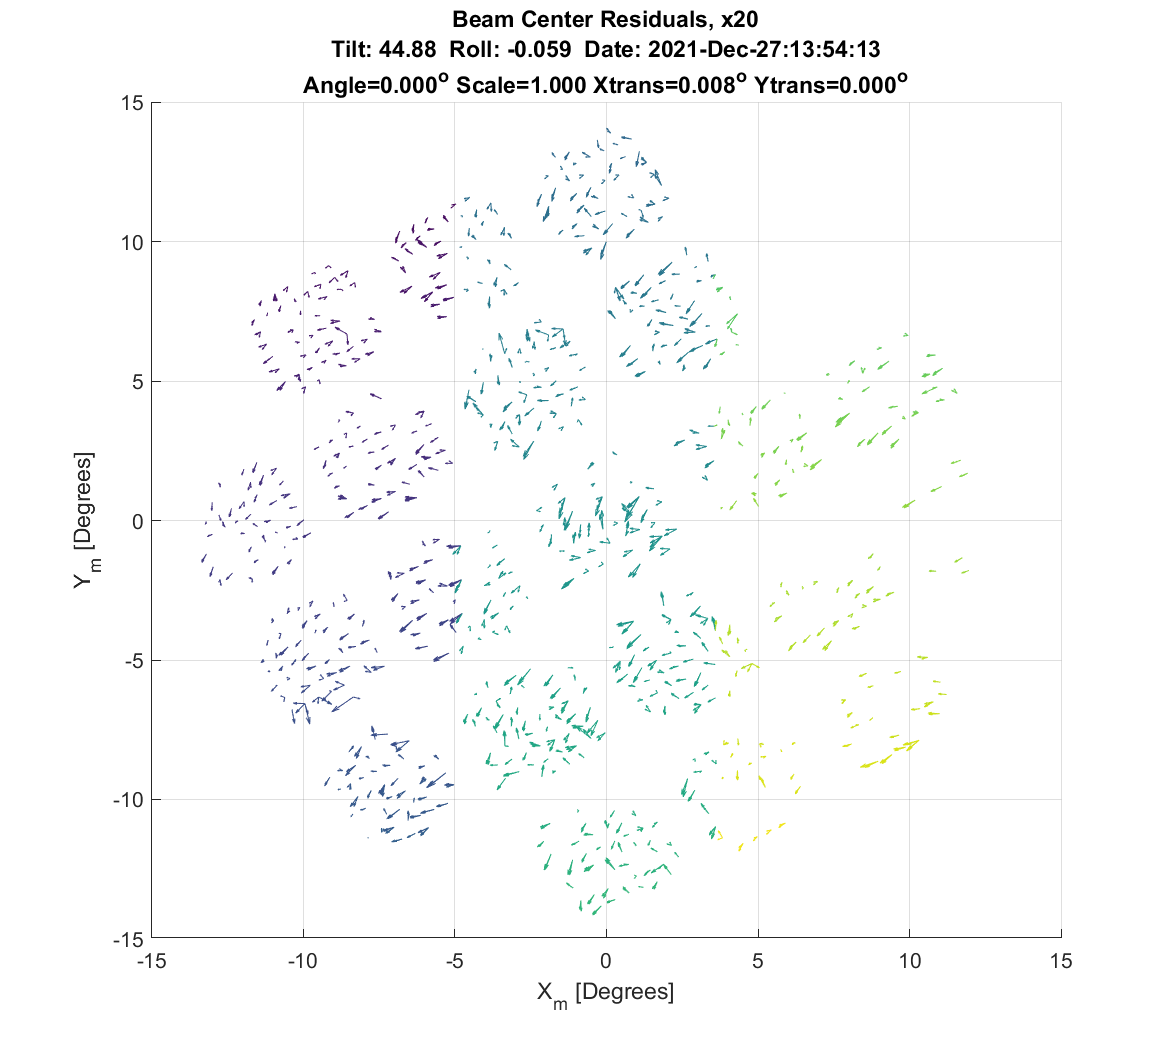 Beam Center Residuals, x20
Tilt: 44.88 Roll: -0.059 Date: 2021-Dec-27:13:54:13
Angle=0.000° Scale=1.000 Xtrans=0.008° Ytrans=0.000°
15
10
5
0
-5
-10
-15
Y_m [Degrees]
-15 -10 -5 0 5 10 15
X_m [Degrees]